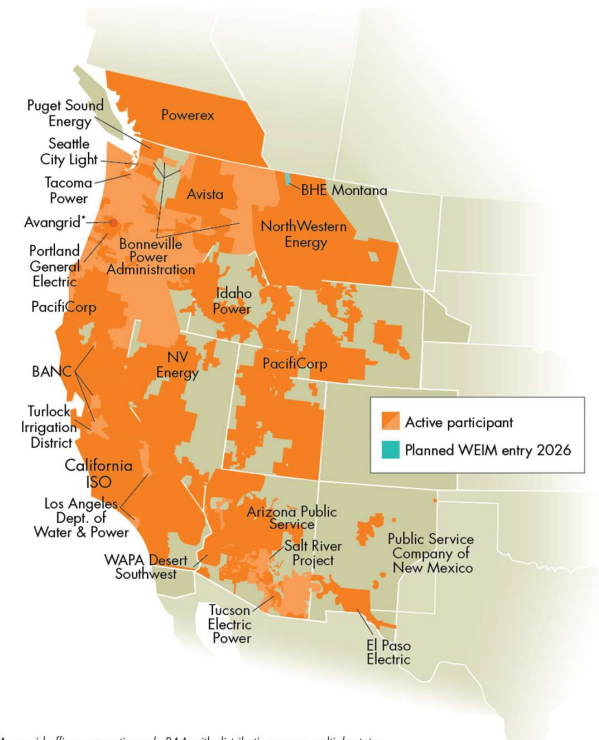 Powerex
Puget Sound
Energy
Seattle
City Light
Tacoma
Power
Avangrid*
Portland
General
Electric
PacifiCorp
Avista
Bonneville
Power
Administration
BHE Montana
NorthWestern
Energy
Idaho
Power
NV
Energy
PacifiCorp
BANC
Turlock
Irrigation
District
California
ISO
Los Angeles
Dept. of
Water & Power
Active participant
Planned WEIM entry 2026
Arizona Public
Service
Salt River
Project
Public Service
Company of
New Mexico
WAPA Desert
Southwest
Tucson
Electric
Power
El Paso
Electric